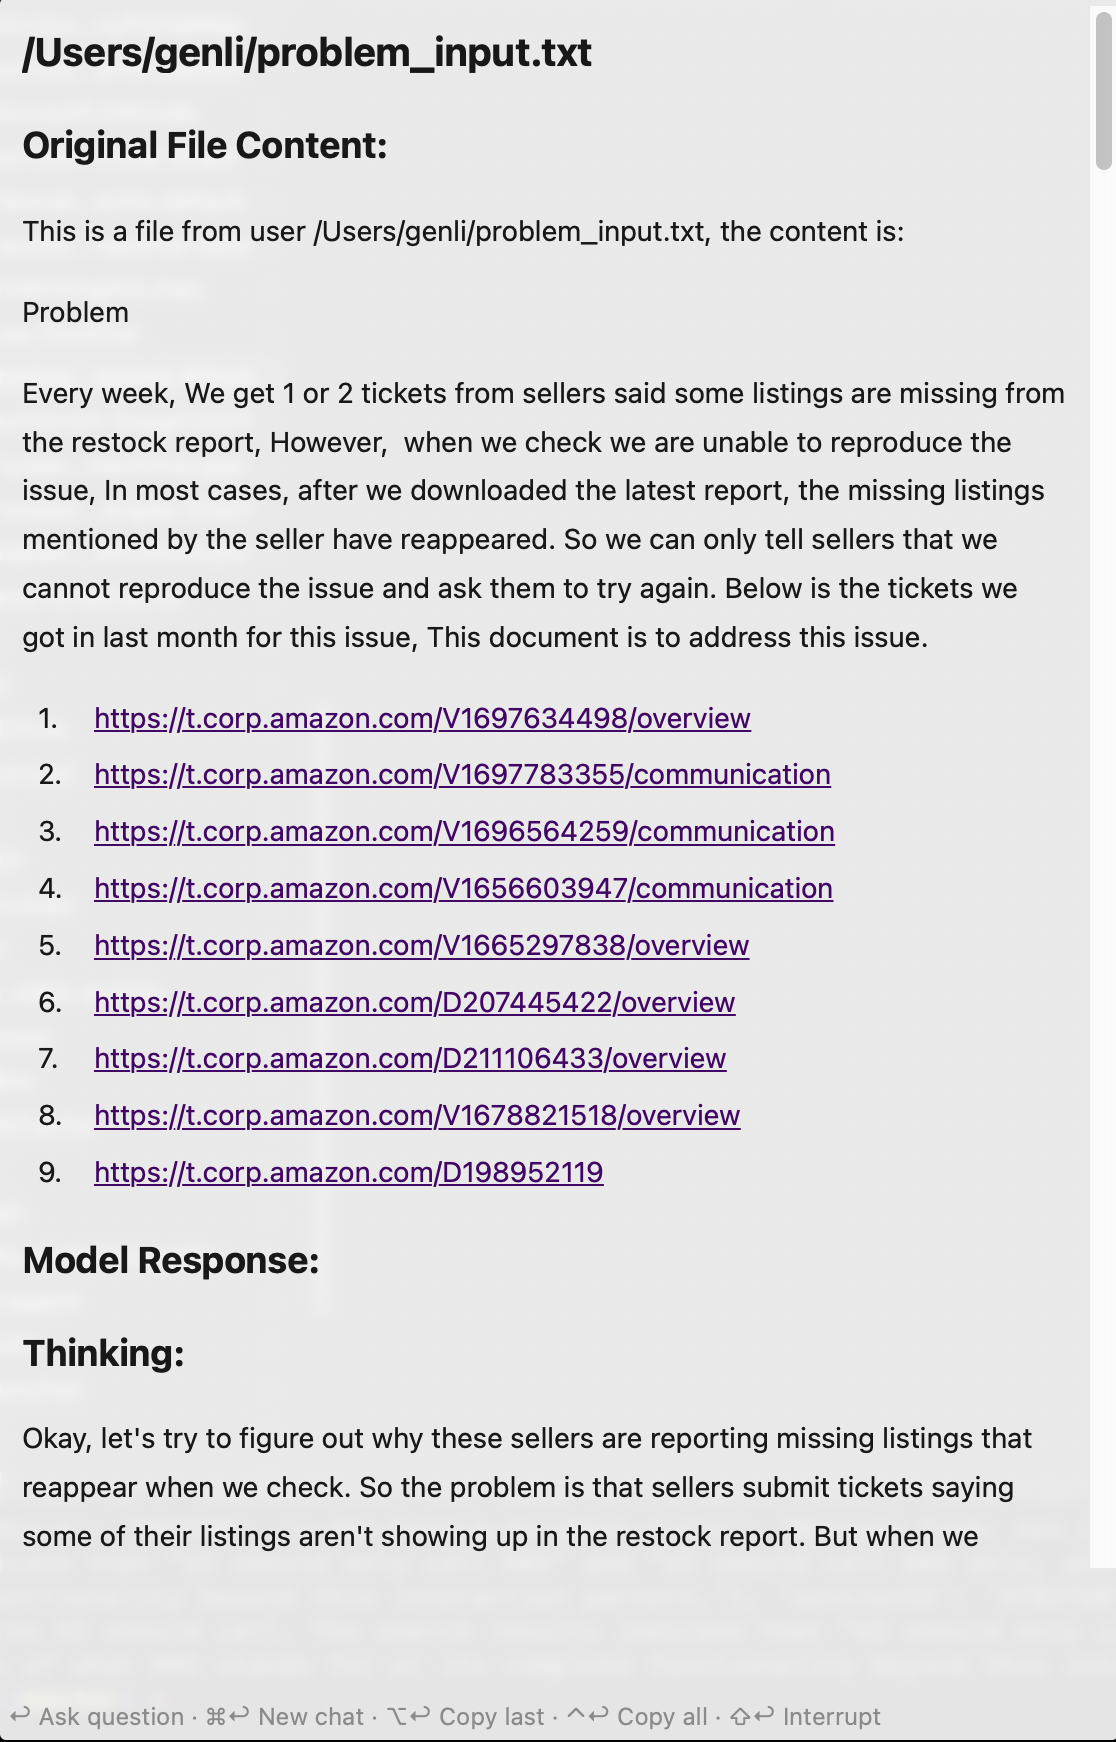 /Users/genli/problem_input.txt
Original File Content:
This is a file from user /Users/genli/problem_input.txt, the content is:
Problem
Every week, We get 1 or 2 tickets from sellers said some listings are missing from
the restock report, However,  when we check we are unable to reproduce the
issue, In most cases, after we downloaded the latest report, the missing listings
mentioned by the seller have reappeared. So we can only tell sellers that we
cannot reproduce the issue and ask them to try again. Below is the tickets we
got in last month for this issue, This document is to address this issue.
1. https://t.corp.amazon.com/V1697634498/overview
2. https://t.corp.amazon.com/V1697783355/communication
3. https://t.corp.amazon.com/V1696564259/communication
4. https://t.corp.amazon.com/V1656603947/communication
5. https://t.corp.amazon.com/V1665297838/overview
6. https://t.corp.amazon.com/D207445422/overview
7. https://t.corp.amazon.com/D211106433/overview
8. https://t.corp.amazon.com/V1678821518/overview
9. https://t.corp.amazon.com/D198952119
Model Response:
Thinking:
Okay, let's try to figure out why these sellers are reporting missing listings that
reappear when we check. So the problem is that sellers submit tickets saying
some of their listings aren't showing up in the restock report. But when we
↩ Ask question · ⌘↩ New chat · ⌥↩ Copy last · ^↩ Copy all · ⇧↩ Interrupt